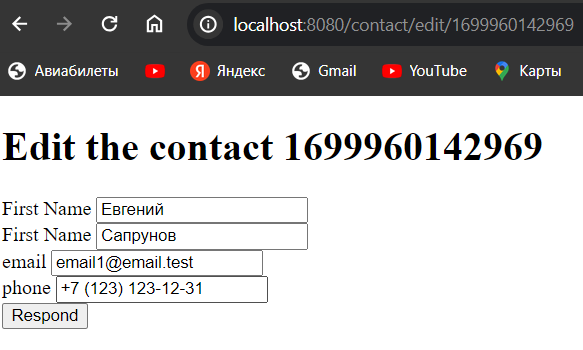 localhost:8080/contact/edit/1699960142969
Авиабилеты Яндекс Gmail YouTube Карты
Edit the contact 1699960142969
First Name Евгений
First Name Сапрунов
email email1@email.test
phone +7 (123) 123-12-31
Respond